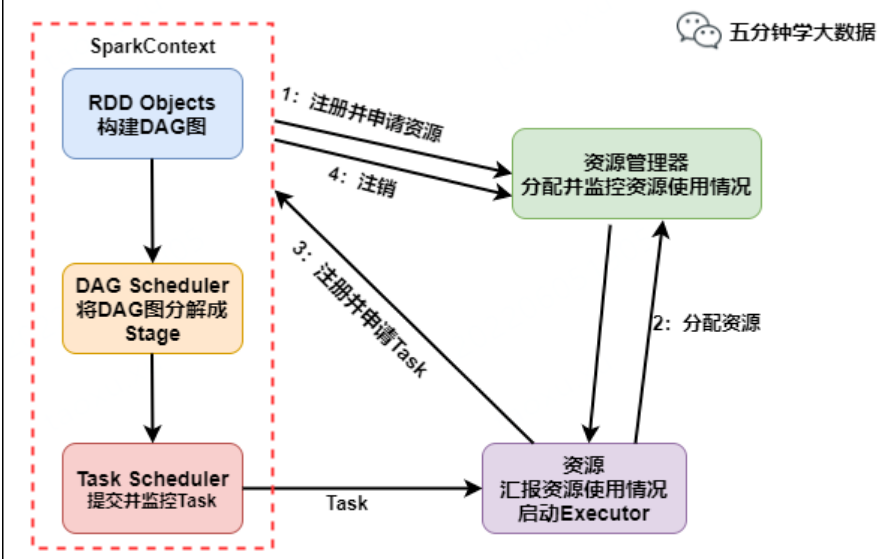 五分钟学大数据
SparkContext
RDD Objects
构建DAG图
1：注册并申请资源
4：注销
资源管理器
分配并监控资源使用情况
3：注册并申请Task
DAG Scheduler
将DAG图分解成
Stage
2：分配资源
Task Scheduler
提交并监控Task
Task
资源
汇报资源使用情况
启动Executor